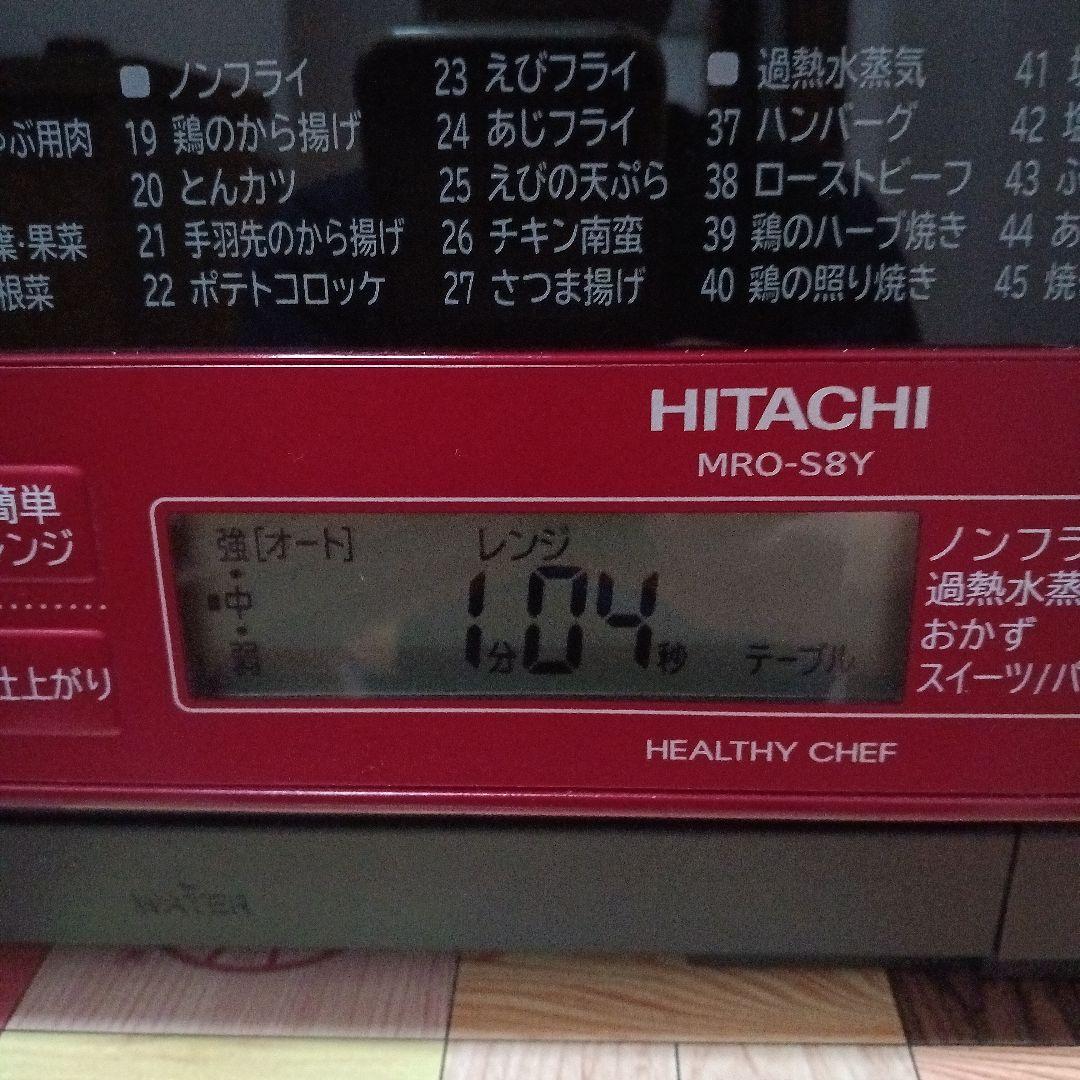 ノンフライ
23 えびフライ
過熱水蒸気
41
ゃぶ用肉
19 鶏のから揚げ
24 あじフライ
37 ハンバーグ
42 塩
20 とんカツ
25 えびの天ぷら
38 ローストビーフ
43 ふ
葉・果菜
21 手羽先のから揚げ
26 チキン南蛮
39 鶏のハーブ焼き
44 あ
根菜
22 ポテトコロッケ
27 さつま揚げ
40 鶏の照り焼き
45 焼
HITACHI
MRO-S8Y
簡単
レンジ
仕上がり
強[オート]
中
弱
レンジ
1分04秒
テーブル
ノンフラ
過熱水蒸
おかず
スイーツ/パ
HEALTHY CHEF
WATER